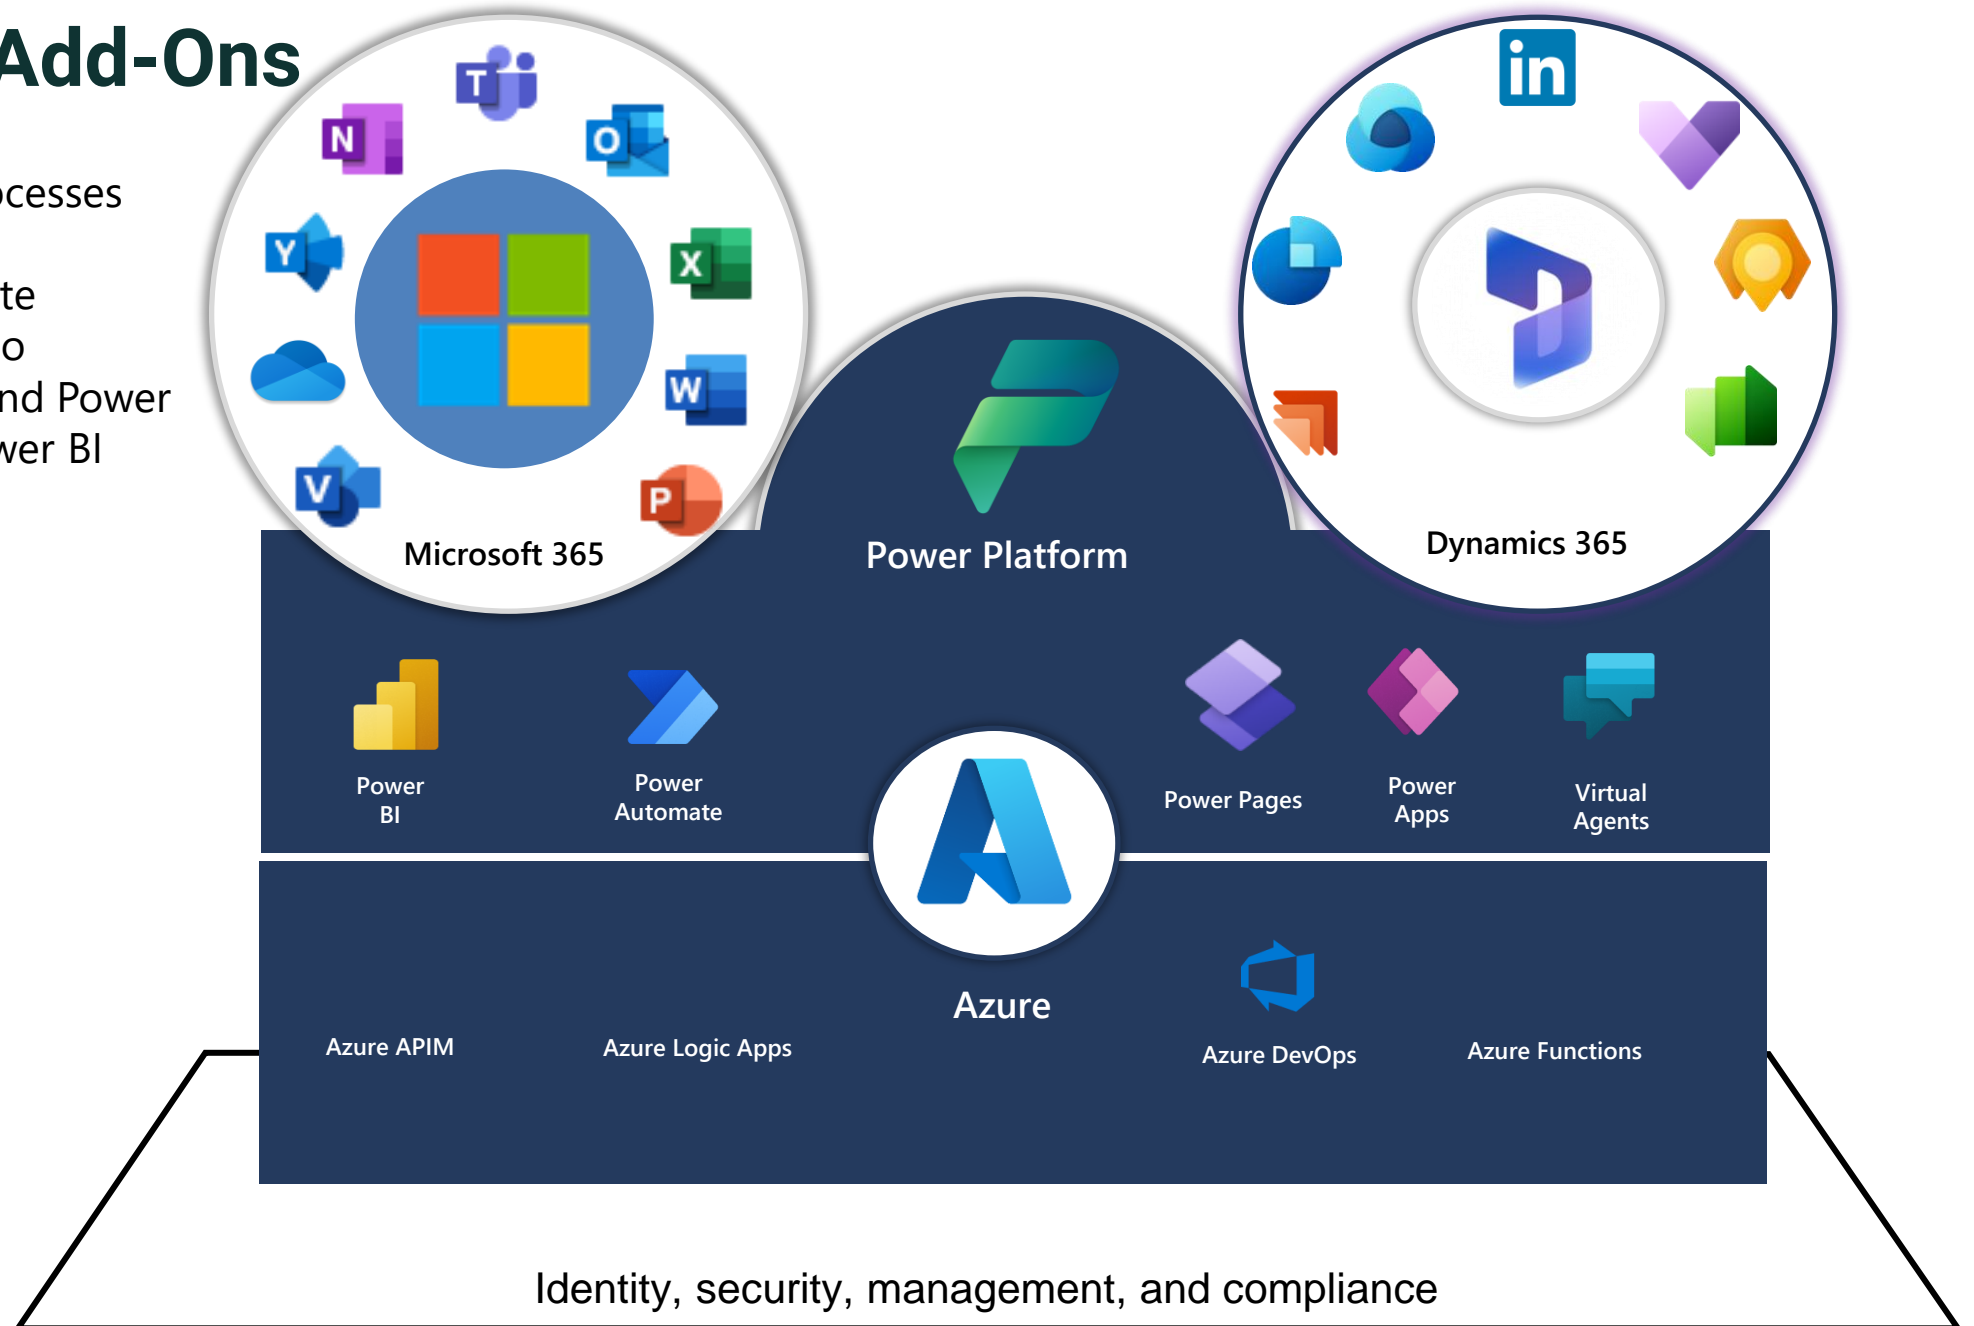 Add-Ons
ocesses
te
o
nd Power
wer BI
N
T
O
Y
X
W
V
P
in
Microsoft 365
Power Platform
Dynamics 365
Power
BI
Power
Automate
Power Pages
Power
Apps
Virtual
Agents
Azure
Azure APIM
Azure Logic Apps
Azure DevOps
Azure Functions
Identity, security, management, and compliance